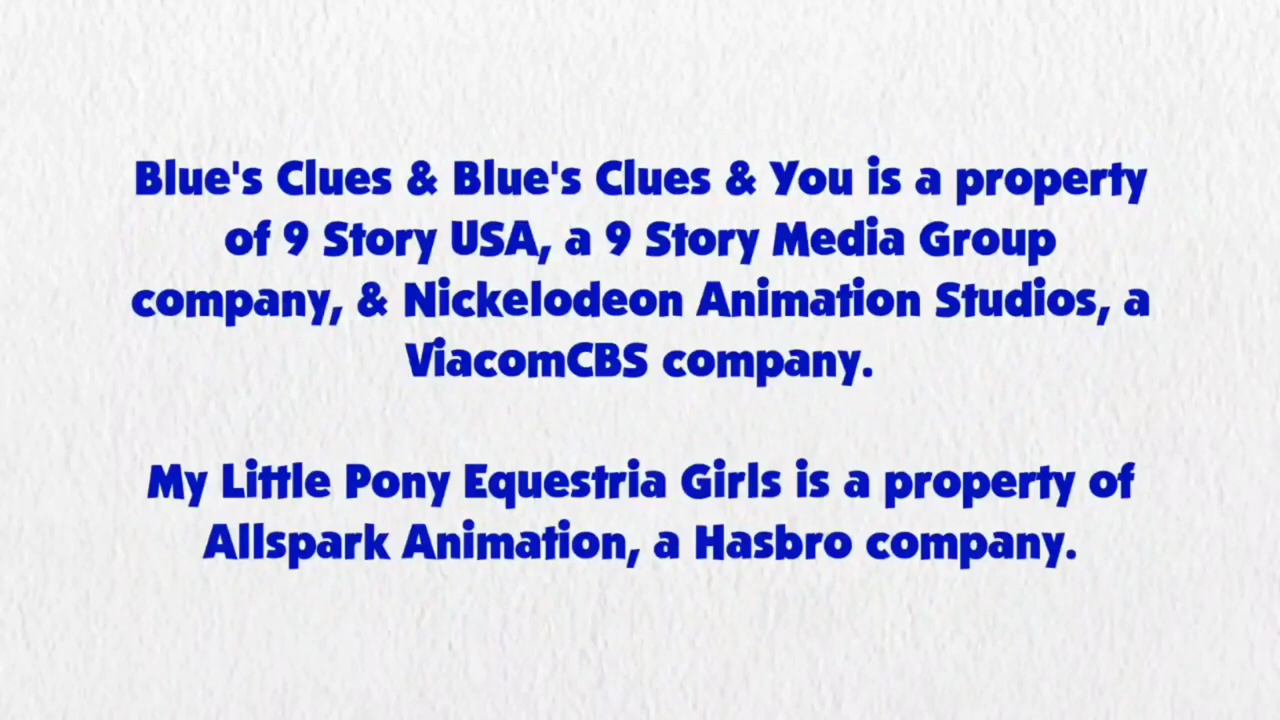 Blue's Clues & Blue's Clues & You is a property
of 9 Story USA, a 9 Story Media Group
company, & Nickelodeon Animation Studios, a
ViacomCBS company.
My Little Pony Equestria Girls is a property of
Allspark Animation, a Hasbro company.